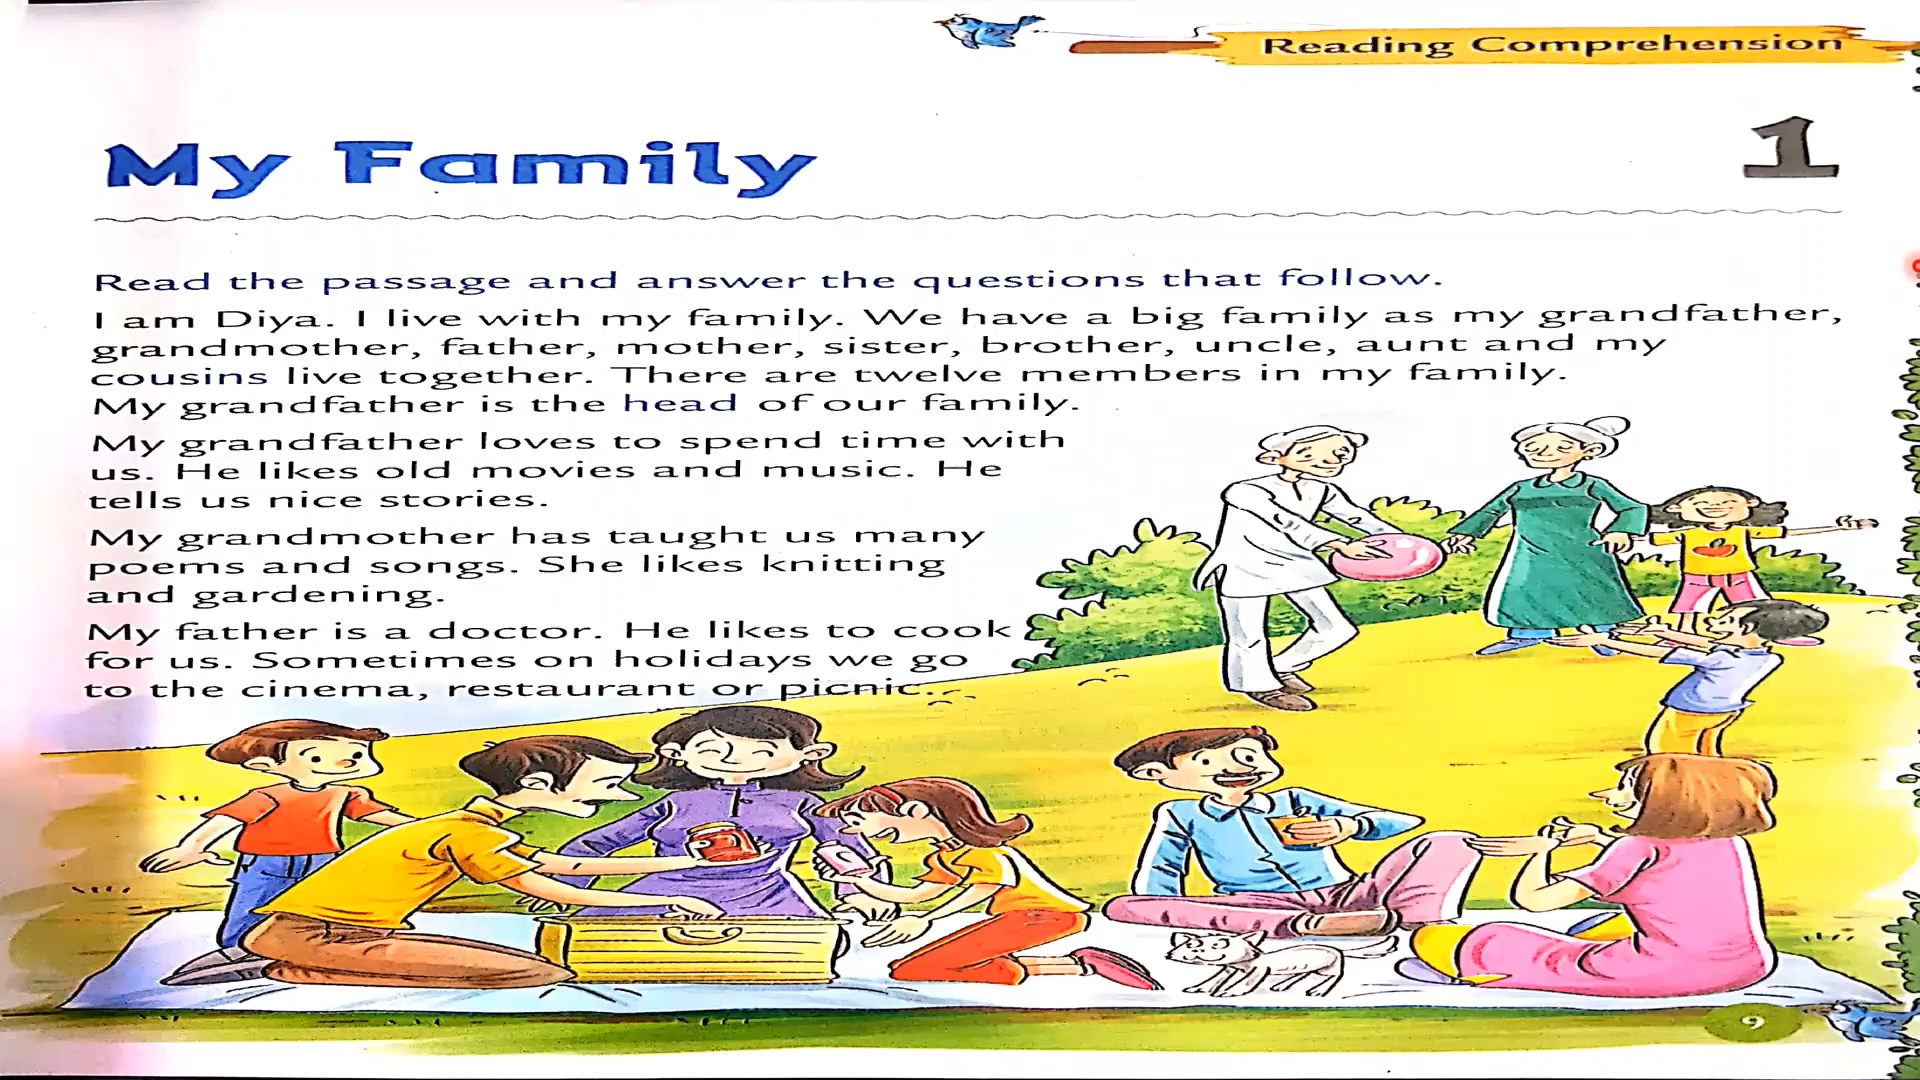 Reading Comprehension
My Family
1
Read the passage and answer the questions that follow.
I am Diya. I live with my family. We have a big family as my grandfather,
grandmother, father, mother, sister, brother, uncle, aunt and my
cousins live together. There are twelve members in my family.
My grandfather is the head of our family.
My grandfather loves to spend time with
us. He likes old movies and music. He
tells us nice stories.
My grandmother has taught us many
poems and songs. She likes knitting
and gardening.
My father is a doctor. He likes to cook
for us. Sometimes on holidays we go
to the cinema, restaurant or picnic.
9